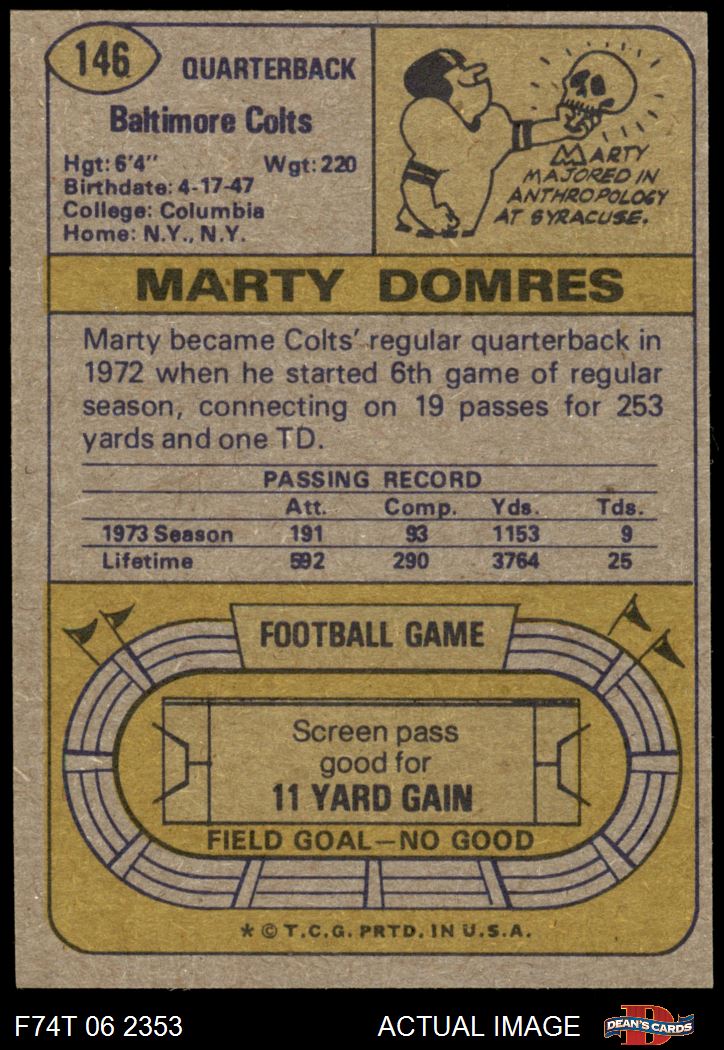 146
QUARTERBACK
Baltimore Colts
Hgt: 6'4" Wgt: 220
Birthdate: 4-17-47
College: Columbia
Home: N.Y., N.Y.
MARTY
MAJORED IN
ANTHROPOLOGY
AT SYRACUSE.
MARTY DOMRES
Marty became Colts' regular quarterback in
1972 when he started 6th game of regular
season, connecting on 19 passes for 253
yards and one TD.
PASSING RECORD
Att. Comp. Yds. Tds.
1973 Season 191 93 1153 9
Lifetime 592 290 3764 25
FOOTBALL GAME
Screen pass
good for
11 YARD GAIN
FIELD GOAL—NO GOOD
* © T.C.G. PRTD. IN U.S.A.
F74T 06 2353 ACTUAL IMAGE D DEAN'S CARDS